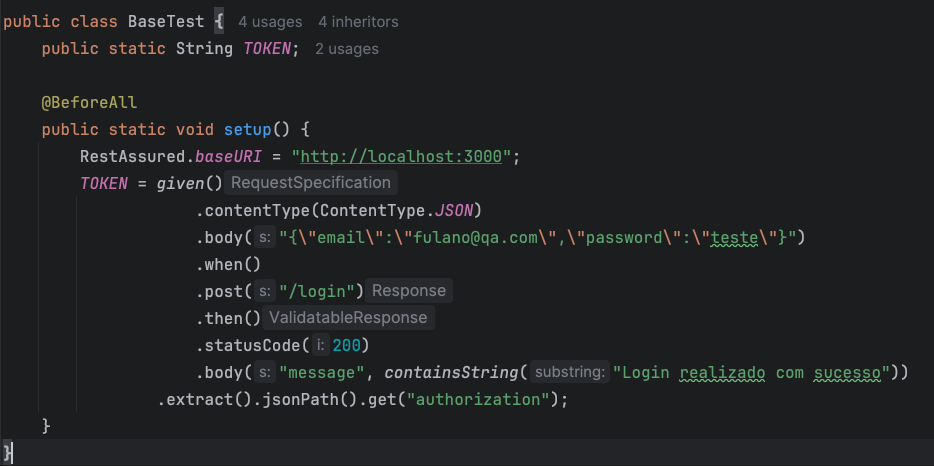 public class BaseTest { 4 usages 4 inheritors
public static String TOKEN; 2 usages
@BeforeAll
public static void setup() {
RestAssured.baseURI = "http://localhost:3000";
TOKEN = given() RequestSpecification
.contentType(ContentType.JSON)
.body( s: "{\"email\":\"fulano@qa.com\",\"password\":\"teste\"}")
.when()
.post( s: "/login") Response
.then() ValidatableResponse
.statusCode( i: 200)
.body( s: "message", containsString( substring: "Login realizado com sucesso"))
.extract().jsonPath().get("authorization");
}
}